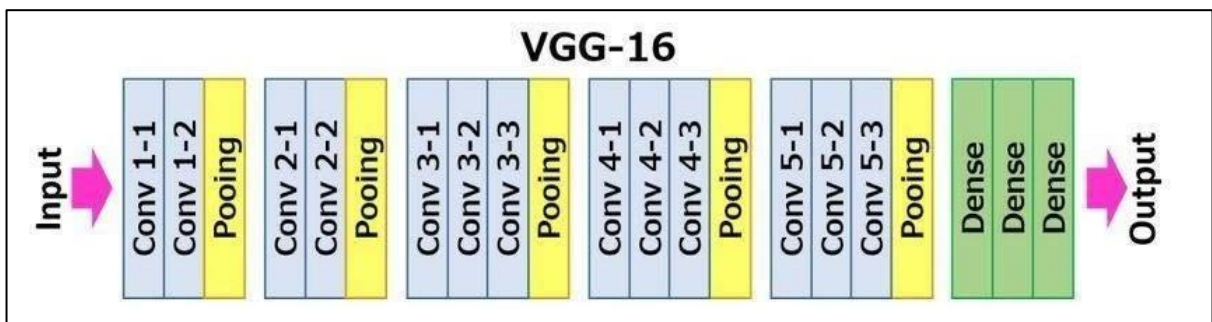 VGG-16
Input
Conv 1-1
Conv 1-2
Pooing
Conv 2-1
Conv 2-2
Pooing
Conv 3-1
Conv 3-2
Conv 3-3
Pooing
Conv 4-1
Conv 4-2
Conv 4-3
Pooing
Conv 5-1
Conv 5-2
Conv 5-3
Pooing
Dense
Dense
Dense
Output